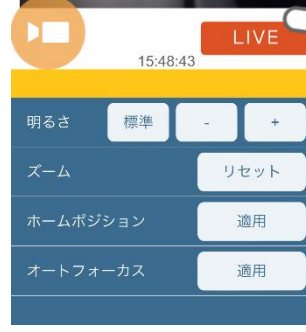 LIVE
15:48:43
明るさ 標準 - +
ズーム リセット
ホームポジション 適用
オートフォーカス 適用